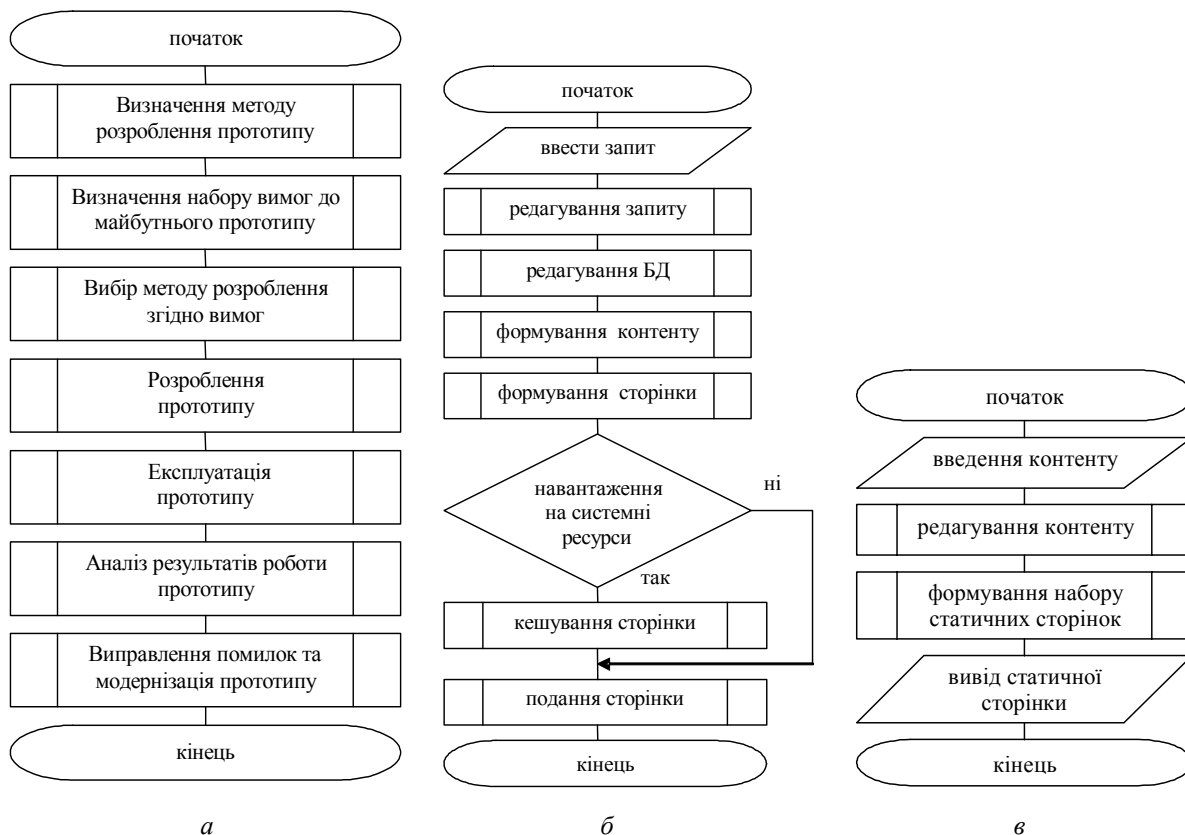 початок
Визначення методу
розроблення прототипу
Визначення набору вимог до
майбутнього прототипу
Вибір методу розроблення
згідно вимог
Розроблення
прототипу
Експлуатація
прототипу
Аналіз результатів роботи
прототипу
Виправлення помилок та
модернізація прототипу
кінець
а
початок
ввести запит
редагування запиту
редагування БД
формування контенту
формування сторінки
навантаження
на системні
ресурси
ні
так
кешування сторінки
подання сторінки
кінець
б
початок
введення контенту
редагування контенту
формування набору
статичних сторінок
вивід статичної
сторінки
кінець
в